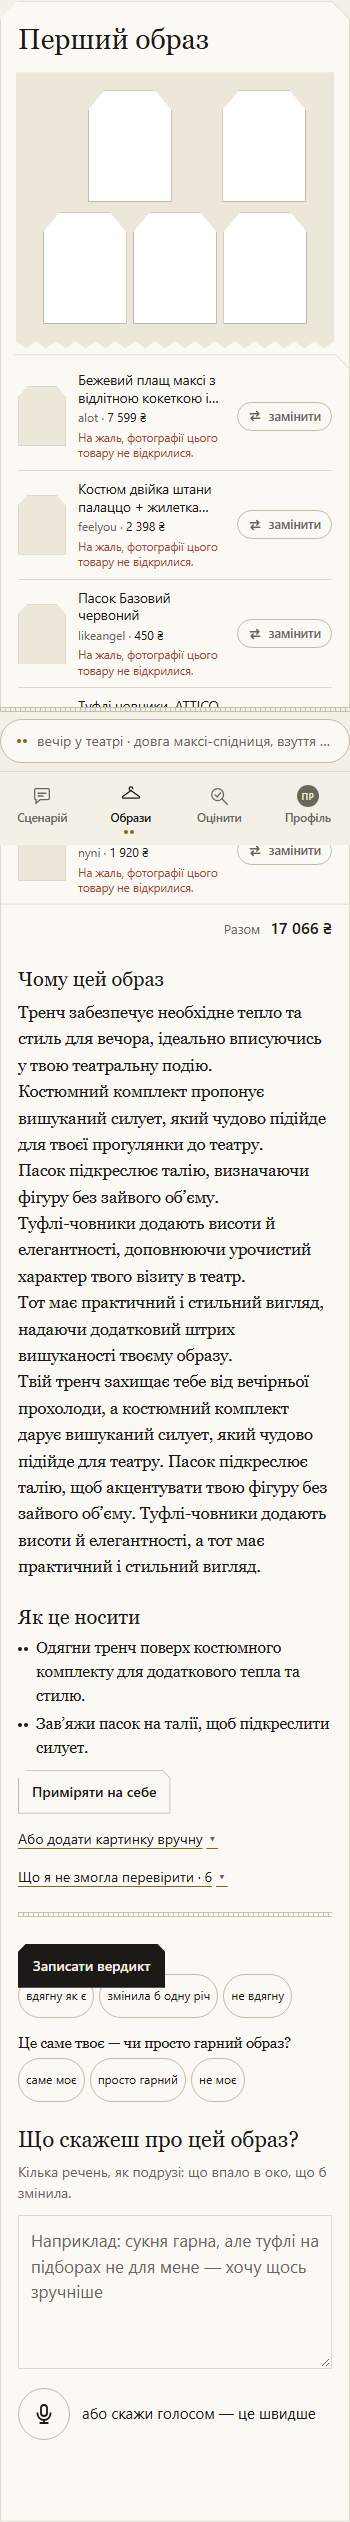 Перший образ
Бежевий плащ максі з
відлітною кокеткою і...
alot · 7 599 ₴
На жаль, фотографії цього
товару не відкрилися.
замінити
Костюм двійка штани
палаццо + жилетка...
feelyou · 2 398 ₴
На жаль, фотографії цього
товару не відкрилися.
замінити
Пасок Базовий
червоний
likeangel · 450 ₴
На жаль, фотографії цього
товару не відкрилися.
замінити
Туфлі-човники, ATTICO
вечір у театрі · довга максі-спідниця, взуття ...
Сценарій
Образи
Оцінити
ПР
Профіль
nyni · 1 920 ₴
На жаль, фотографії цього
товару не відкрилися.
замінити
Разом 17 066 ₴
Чому цей образ
Тренч забезпечує необхідне тепло та
стиль для вечора, ідеально вписуючись
у твою театральну подію.
Костюмний комплект пропонує
вишуканий силует, який чудово підійде
для твоєї прогулянки до театру.
Пасок підкреслює талію, визначаючи
фігуру без зайвого об’єму.
Туфлі-човники додають висоти й
елегантності, доповнюючи урочистий
характер твого візиту в театр.
Тот має практичний і стильний вигляд,
надаючи додатковий штрих
вишуканості твоєму образу.
Твій тренч захищає тебе від вечірньої
прохолоди, а костюмний комплект
дарує вишуканий силует, який чудово
підійде для театру. Пасок підкреслює
талію, щоб акцентувати твою фігуру без
зайвого об’єму. Туфлі-човники додають
висоти й елегантності, а тот має
практичний і стильний вигляд.
Як це носити
Одягни тренч поверх костюмного
комплекту для додаткового тепла та
стилю.
Зав’яжи пасок на талії, щоб підкреслити
силует.
Приміряти на себе
Або додати картинку вручну
Що я не змогла перевірити · 6
Записати вердикт
вдягну як є
змінила б одну річ
не вдягну
Це саме твоє — чи просто гарний образ?
саме моє
просто гарний
не моє
Що скажеш про цей образ?
Кілька речень, як подрузі: що впало в око, що б
змінила.
Наприклад: сукня гарна, але туфлі на
підборах не для мене — хочу щось
зручніше
або скажи голосом — це швидше